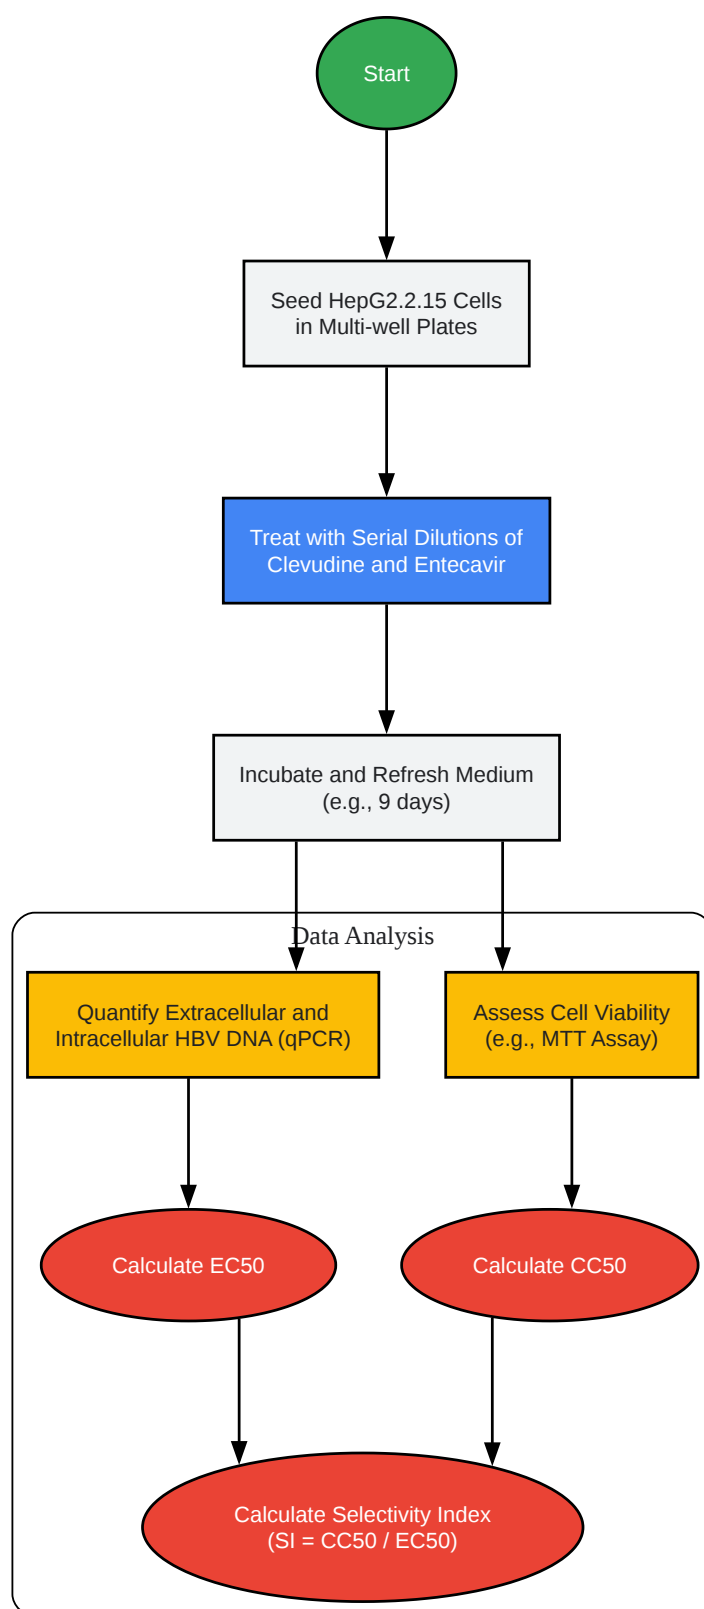 Start
Seed HepG2.2.15 Cells
in Multi-well Plates
Treat with Serial Dilutions of
Clevudine and Entecavir
Incubate and Refresh Medium
(e.g., 9 days)
Data Analysis
Quantify Extracellular and
Intracellular HBV DNA (qPCR)
Assess Cell Viability
(e.g., MTT Assay)
Calculate EC50
Calculate CC50
Calculate Selectivity Index
(SI = CC50 / EC50)